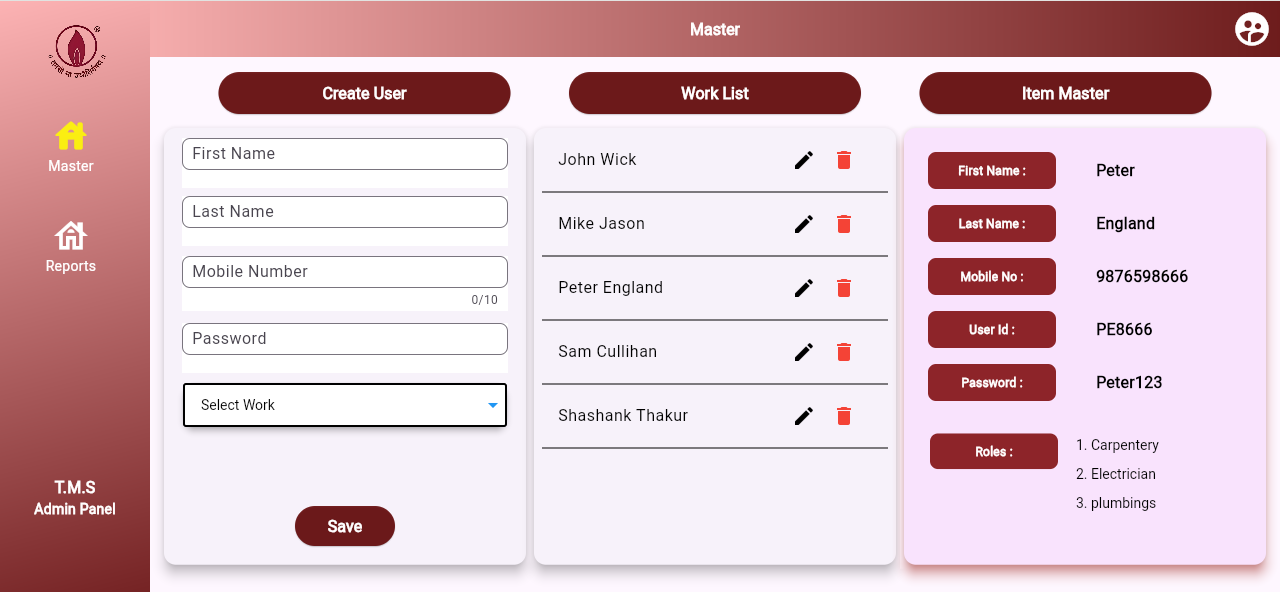 Master
®
Master
Reports
T.M.S
Admin Panel
Create User
First Name
Last Name
Mobile Number
0/10
Password
Select Work
Save
Work List
John Wick
Mike Jason
Peter England
Sam Cullihan
Shashank Thakur
Item Master
First Name : Peter
Last Name : England
Mobile No : 9876598666
User Id : PE8666
Password : Peter123
Roles :
1. Carpentery
2. Electrician
3. plumbings